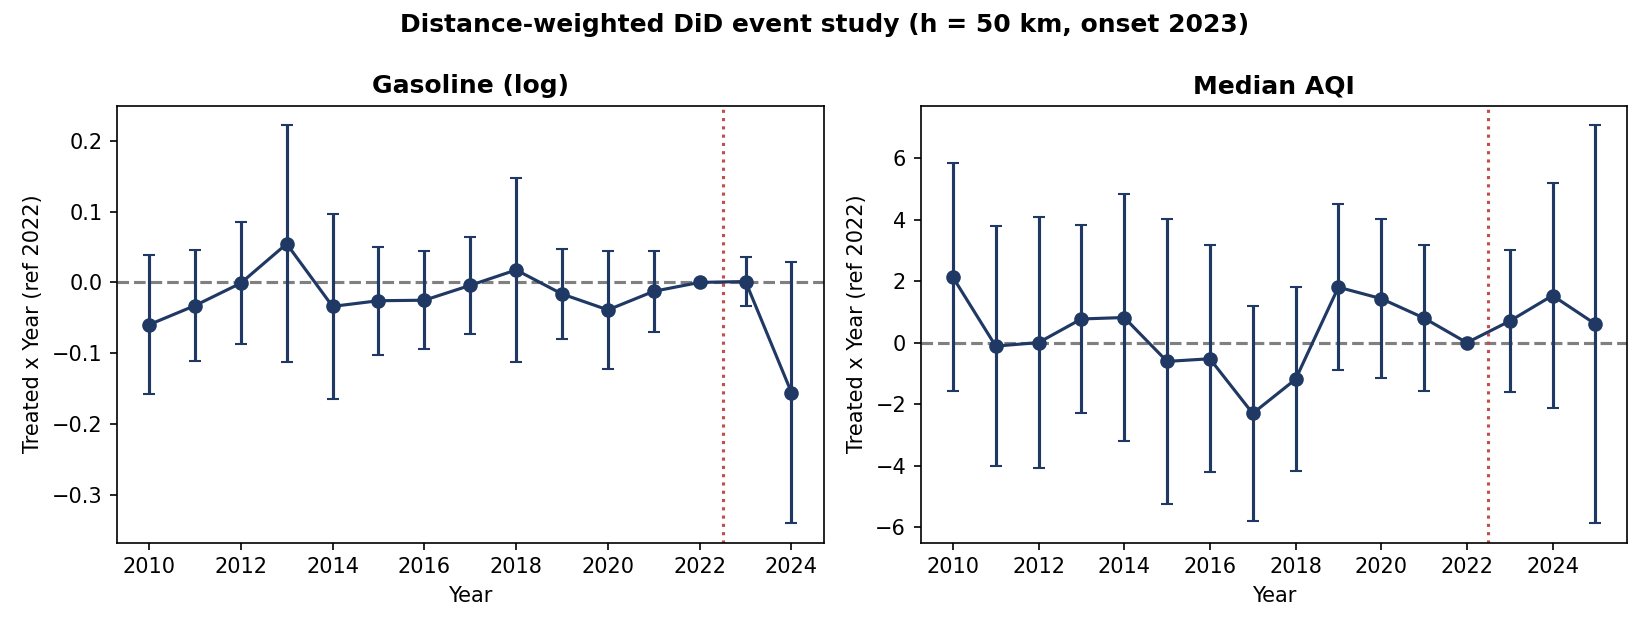 Distance-weighted DiD event study (h = 50 km, onset 2023)
Gasoline (log)
Treated x Year (ref 2022)
0.2
0.1
0.0
−0.1
−0.2
−0.3
2010 2012 2014 2016 2018 2020 2022 2024
Year
Median AQI
Treated x Year (ref 2022)
6
4
2
0
−2
−4
−6
2010 2012 2014 2016 2018 2020 2022 2024
Year